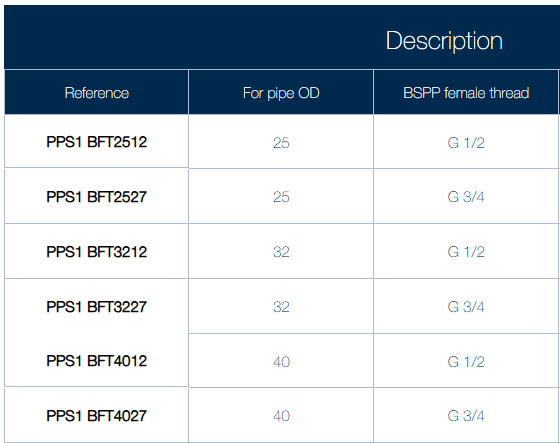 Description
Reference For pipe OD BSPP female thread
PPS1 BFT2512 25 G 1/2
PPS1 BFT2527 25 G 3/4
PPS1 BFT3212 32 G 1/2
PPS1 BFT3227 32 G 3/4
PPS1 BFT4012 40 G 1/2
PPS1 BFT4027 40 G 3/4